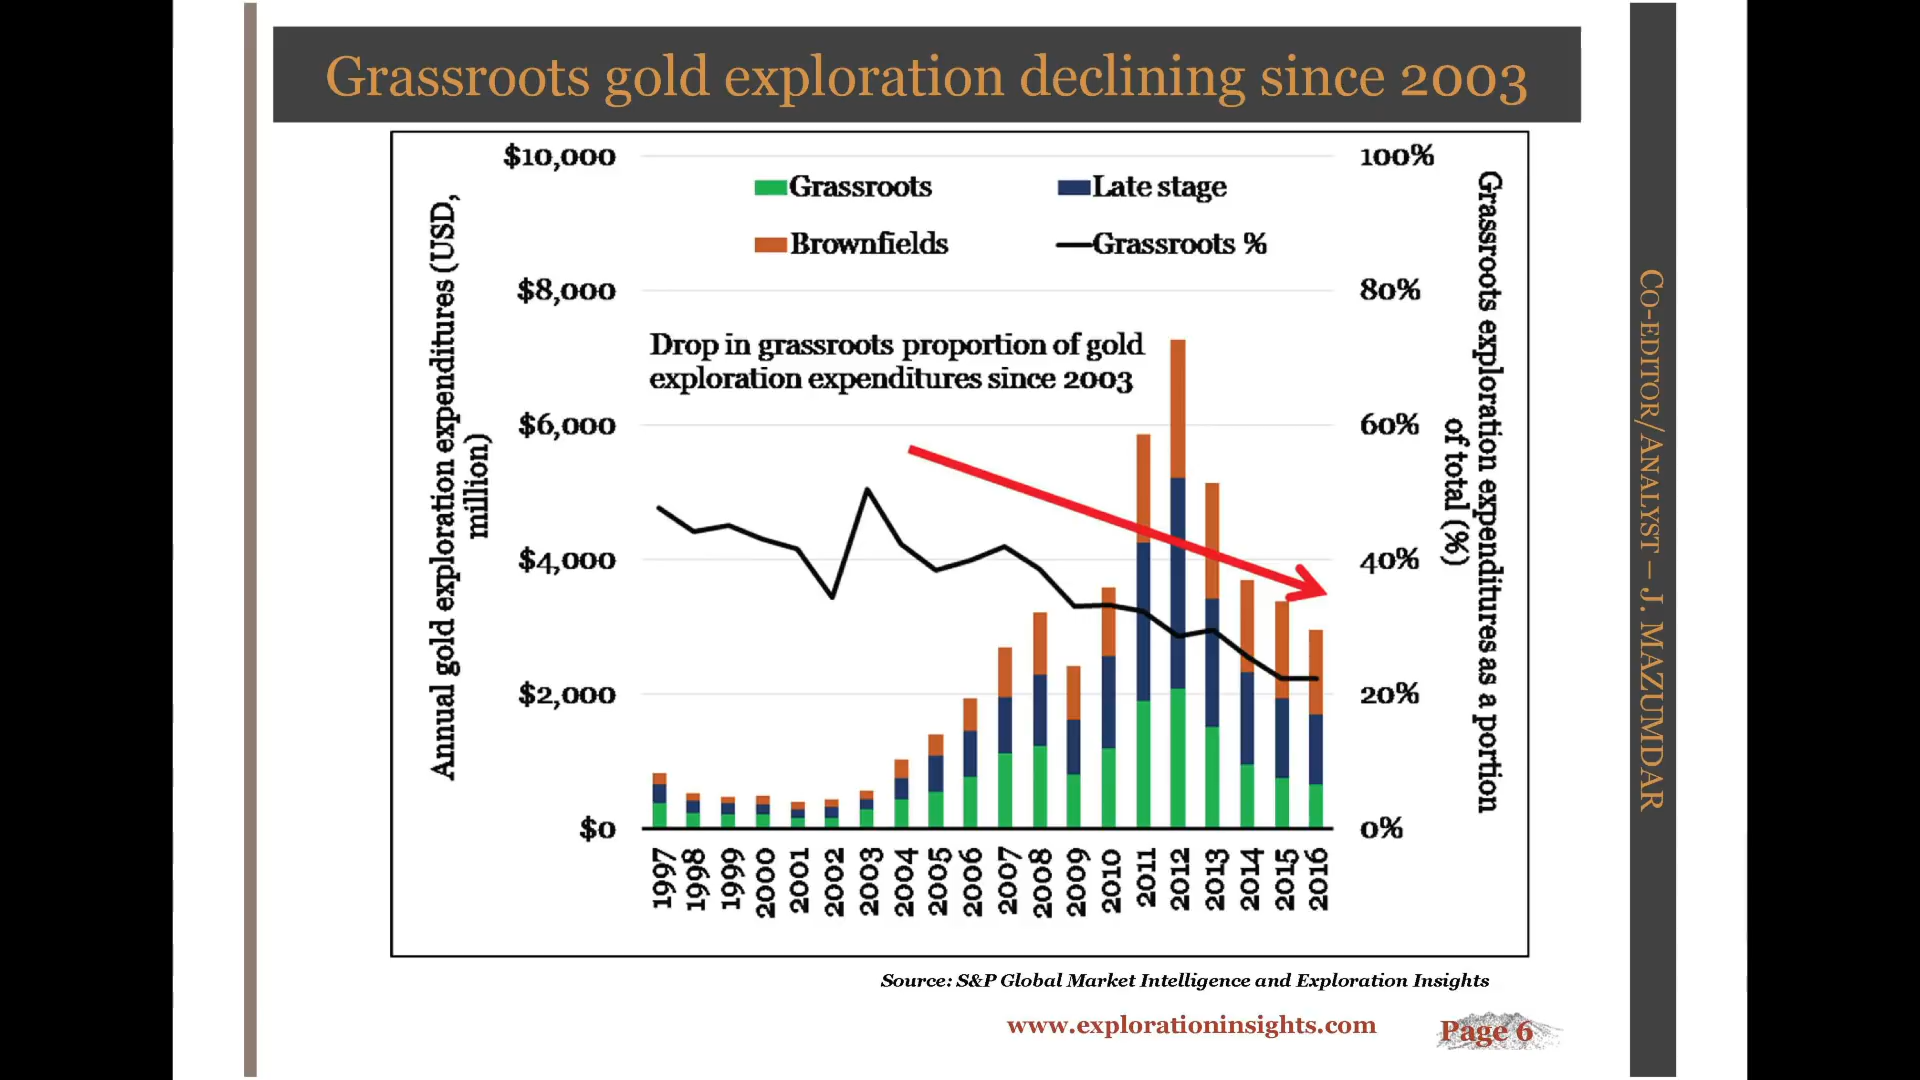 Grassroots gold exploration declining since 2003
$10,000
$8,000
$6,000
$4,000
$2,000
$0
Annual gold exploration expenditures (USD,
million)
Grassroots
Late stage
Brownfields
Grassroots %
Drop in grassroots proportion of gold
exploration expenditures since 2003
100%
80%
60%
40%
20%
0%
Grassroots exploration expenditures as a portion
of total (%)
1997
1998
1999
2000
2001
2002
2003
2004
2005
2006
2007
2008
2009
2010
2011
2012
2013
2014
2015
2016
Source: S&P Global Market Intelligence and Exploration Insights
www.explorationinsights.com
Page 6
CO-EDITOR/ANALYST – J. MAZUMDAR